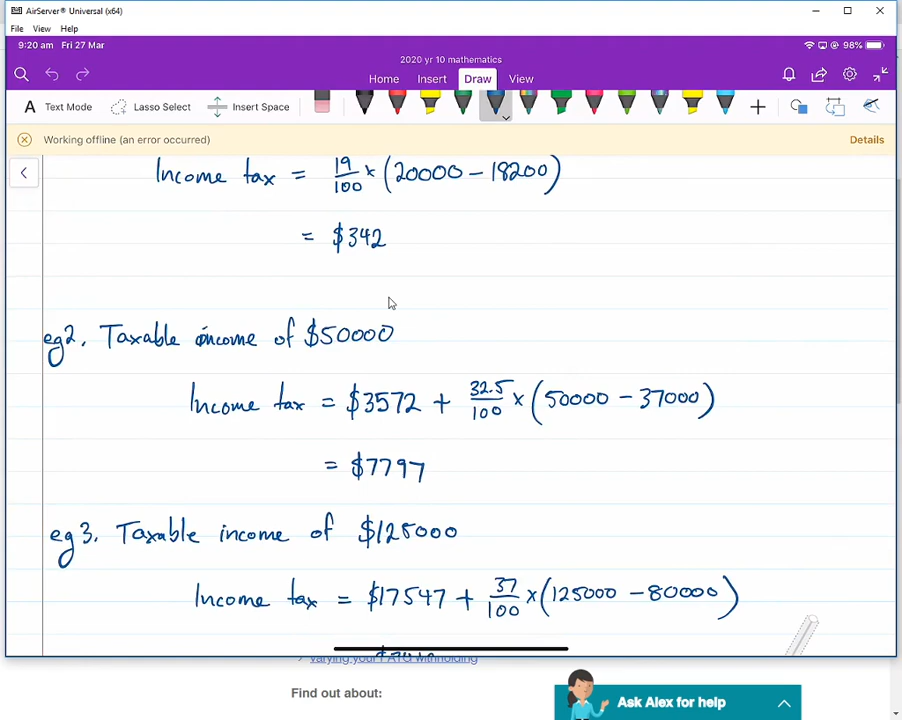 AirServer® Universal (x64)
File View Help
9:20 am Fri 27 Mar 98%
2020 yr 10 mathematics
Home Insert Draw View
A Text Mode Lasso Select Insert Space
Working offline (an error occurred) Details
Income tax = 19/100 × (20000 - 18200)
= $342
eg2. Taxable income of $50000
Income tax = $3572 + 32.5/100 × (50000 - 37000)
= $7797
eg3. Taxable income of $125000
Income tax = $17547 + 37/100 × (125000 - 80000)
Find out about:
Ask Alex for help